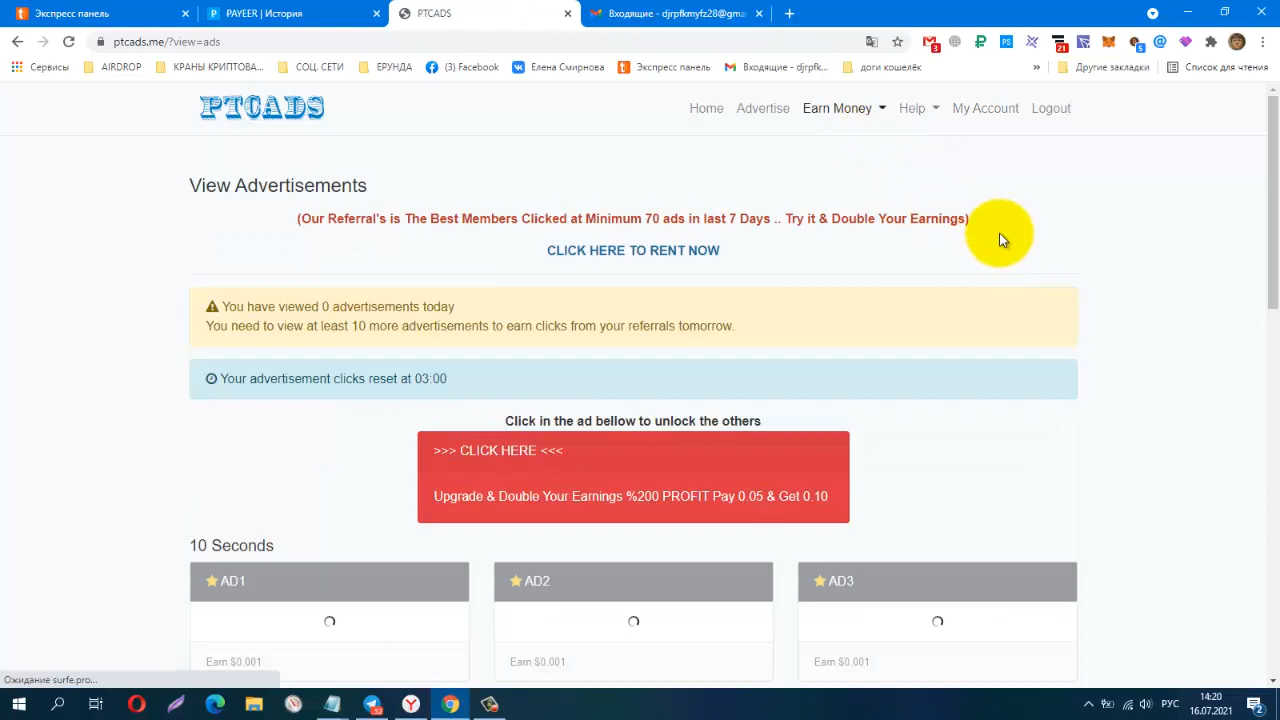 Экспресс панель
PAYEER | История
PTCADS
Входящие - djrpfkmyfz28@gma
ptcads.me/?view=ads
3
21
5
Сервисы
AIRDROP
КРАНЫ КРИПТОВА...
СОЦ. СЕТИ
ЕРУНДА
(3) Facebook
Елена Смирнова
Экспресс панель
Входящие - djrpfk...
доги кошелёк
»
Другие закладки
Список для чтения
PTCADS
Home
Advertise
Earn Money
Help
My Account
Logout
View Advertisements
(Our Referral's is The Best Members Clicked at Minimum 70 ads in last 7 Days .. Try it & Double Your Earnings)
CLICK HERE TO RENT NOW
You have viewed 0 advertisements today
You need to view at least 10 more advertisements to earn clicks from your referrals tomorrow.
Your advertisement clicks reset at 03:00
Click in the ad bellow to unlock the others
>>> CLICK HERE <<<
Upgrade & Double Your Earnings %200 PROFIT Pay 0.05 & Get 0.10
10 Seconds
AD1
AD2
AD3
Earn $0.001
Earn $0.001
Earn $0.001
Ожидание surfe.pro...
РУС
14:20
16.07.2021
2